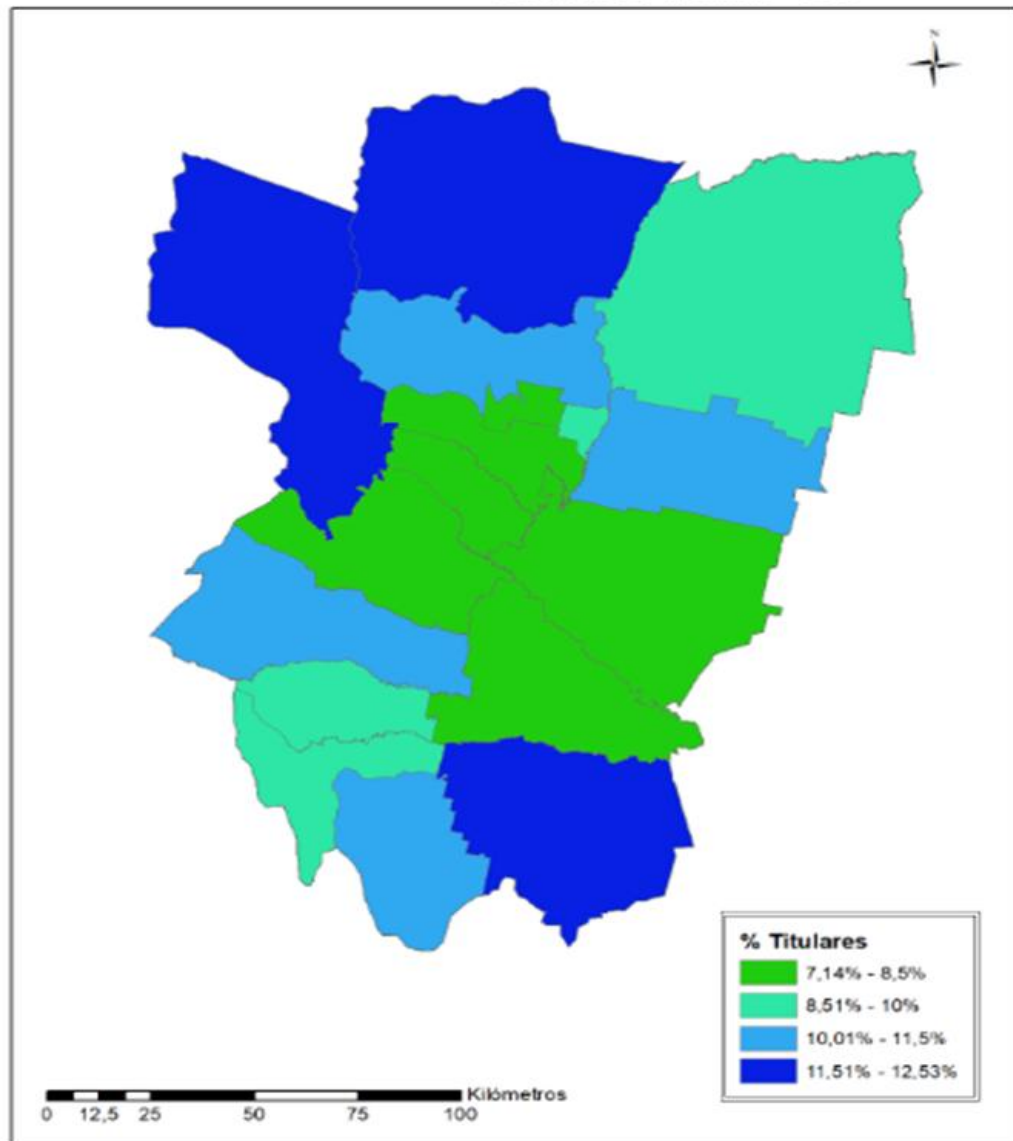 N
% Titulares
7,14% - 8,5%
8,51% - 10%
10,01% - 11,5%
11,51% - 12,53%
Kilómetros
0 12,5 25 50 75 100